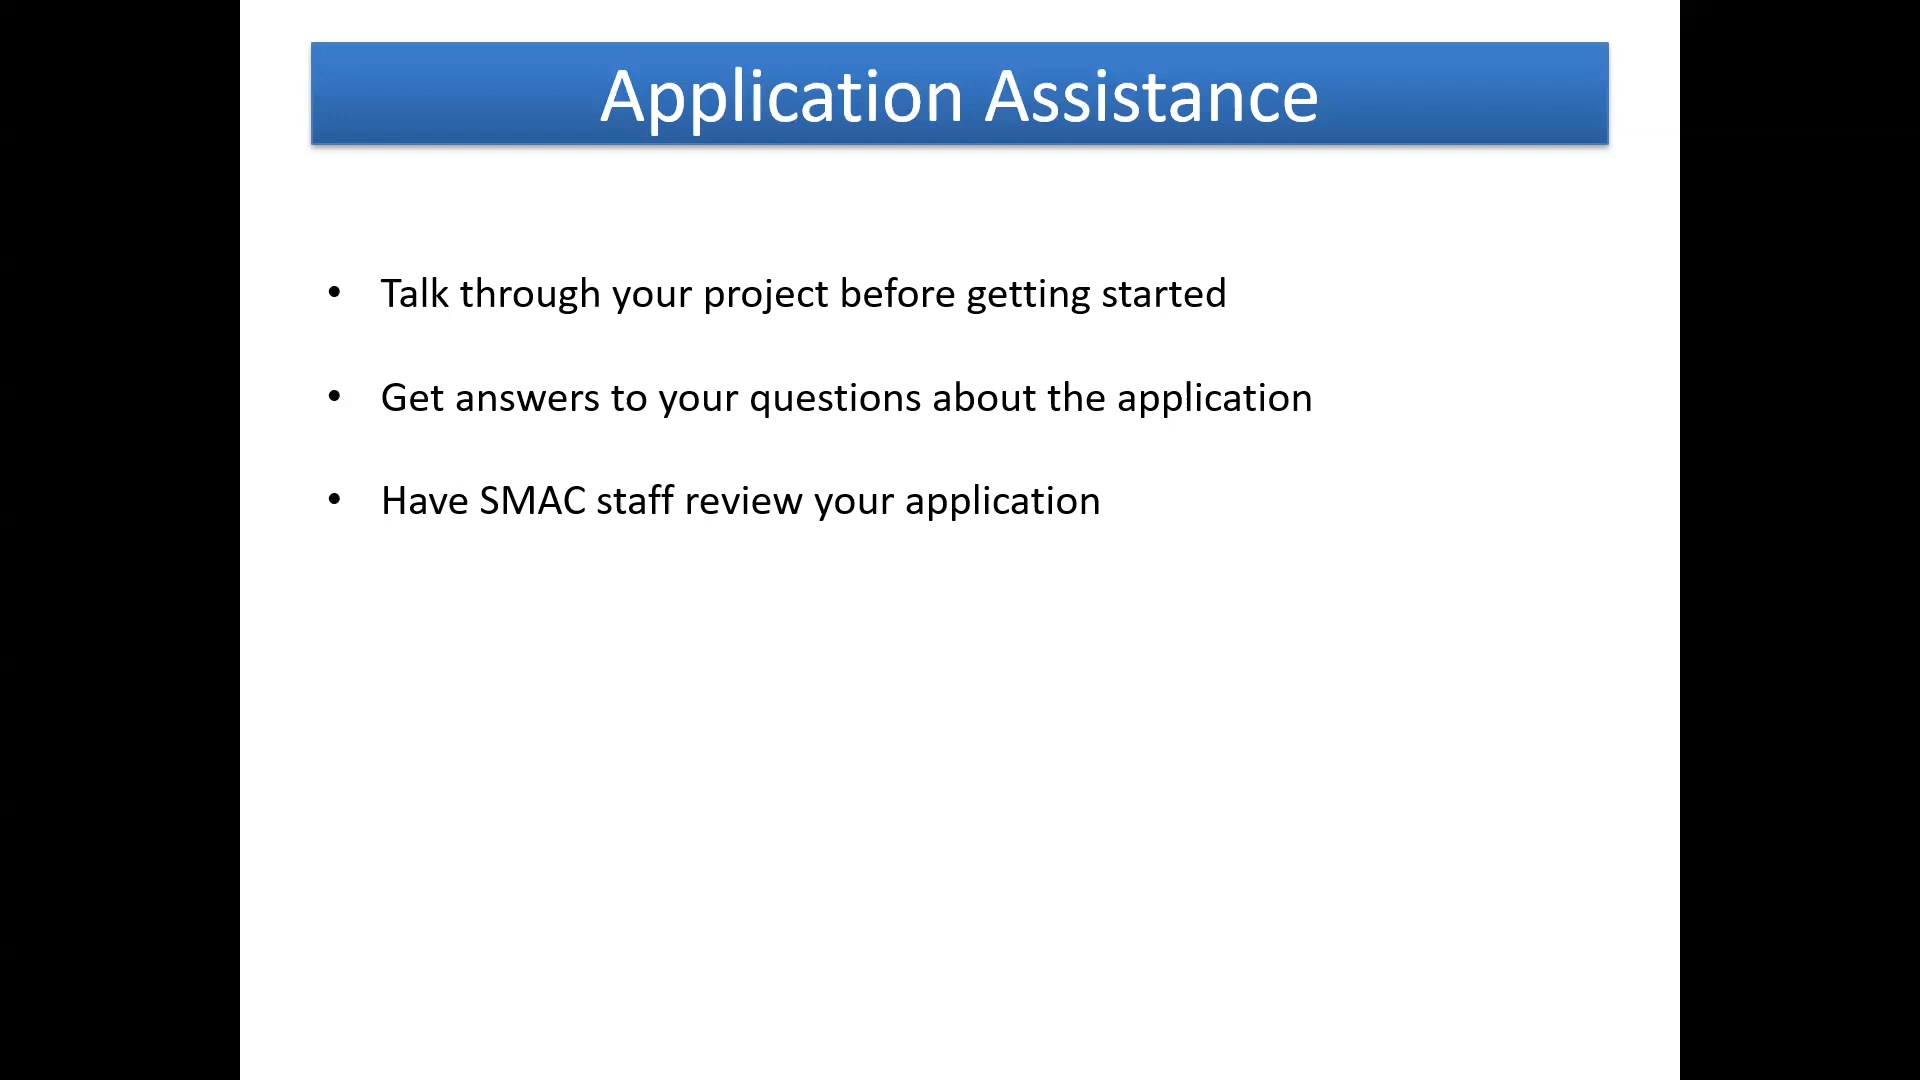 Application Assistance
• Talk through your project before getting started
• Get answers to your questions about the application
• Have SMAC staff review your application